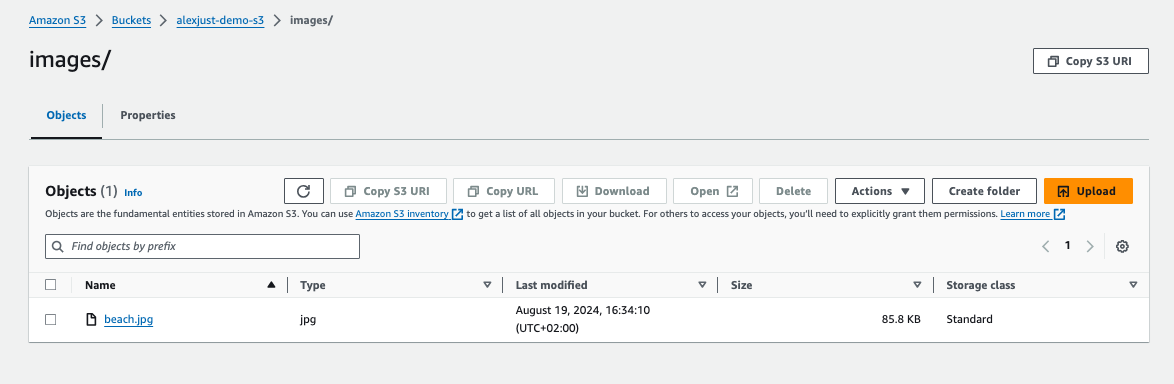 Amazon S3 > Buckets > alexjust-demo-s3 > images/
images/
Copy S3 URI
Objects
Properties
Objects (1) Info
Copy S3 URI
Copy URL
Download
Open
Delete
Actions
Create folder
Upload
Objects are the fundamental entities stored in Amazon S3. You can use Amazon S3 inventory to get a list of all objects in your bucket. For others to access your objects, you'll need to explicitly grant them permissions. Learn more
Find objects by prefix
1
Name Type Last modified Size Storage class
beach.jpg jpg August 19, 2024, 16:34:10 85.8 KB Standard
(UTC+02:00)